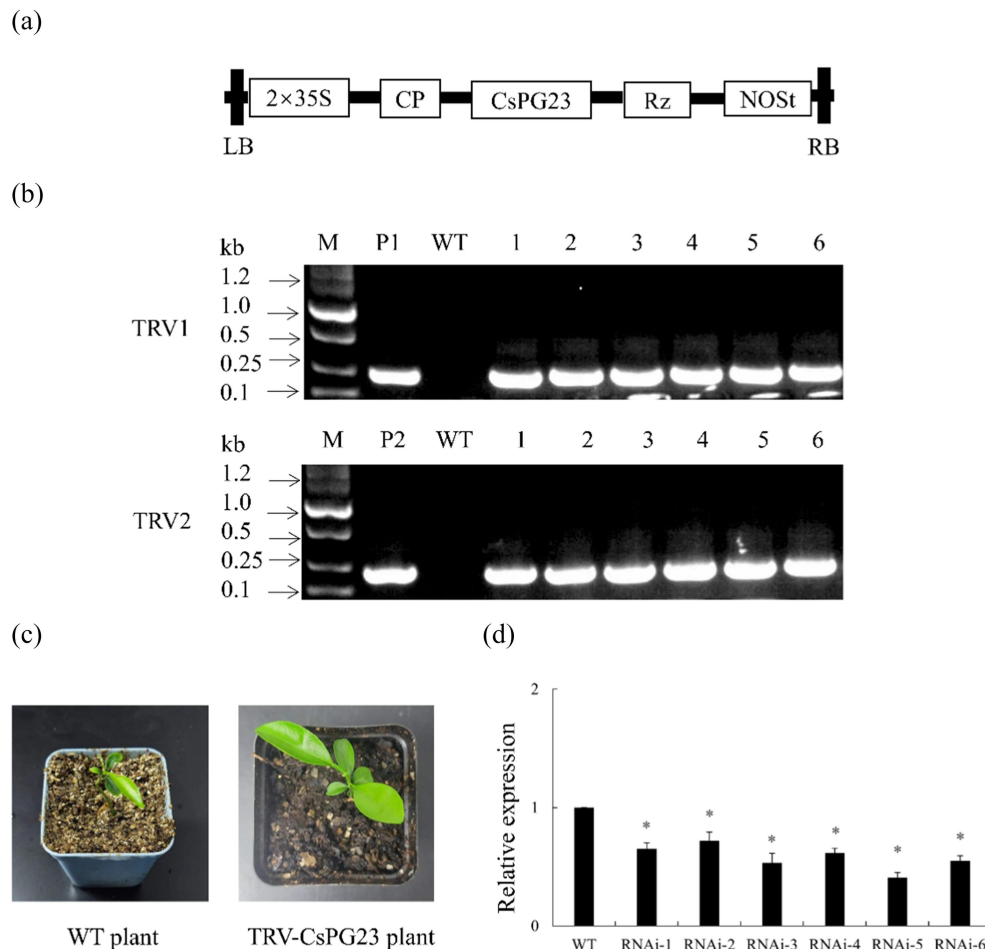 (a)
2×35S CP CsPG23 Rz NOSt
LB RB
(b)
kb M P1 WT 1 2 3 4 5 6
1.2
1.0
TRV1
0.5
0.25
0.1
kb M P2 WT 1 2 3 4 5 6
1.2
1.0
TRV2
0.5
0.25
0.1
(c)
WT plant TRV-CsPG23 plant
(d)
Relative expression
2
1
0
* * * * * *
WT RNAi-1 RNAi-2 RNAi-3 RNAi-4 RNAi-5 RNAi-6